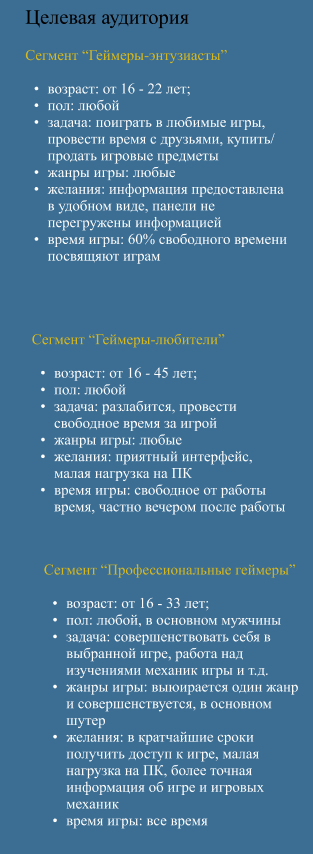 Целевая аудитория
Сегмент “Геймеры-энтузиасты”
• возраст: от 16 - 22 лет;
• пол: любой
• задача: поиграть в любимые игры,
провести время с друзьями, купить/
продать игровые предметы
• жанры игры: любые
• желания: информация предоставлена
в удобном виде, панели не
перегружены информацией
• время игры: 60% свободного времени
посвящяют играм
Сегмент “Геймеры-любители”
• возраст: от 16 - 45 лет;
• пол: любой
• задача: разлабится, провести
свободное время за игрой
• жанры игры: любые
• желания: приятный интерфейс,
малая нагрузка на ПК
• время игры: свободное от работы
время, частно вечером после работы
Сегмент “Профессиональные геймеры”
• возраст: от 16 - 33 лет;
• пол: любой, в основном мужчины
• задача: совершенствовать себя в
выбранной игре, работа над
изучениями механик игры и т.д.
• жанры игры: выюирается один жанр
и совершенствуется, в основном
шутер
• желания: в кратчайшие сроки
получить доступ к игре, малая
нагрузка на ПК, более точная
информация об игре и игровых
механик
• время игры: все время